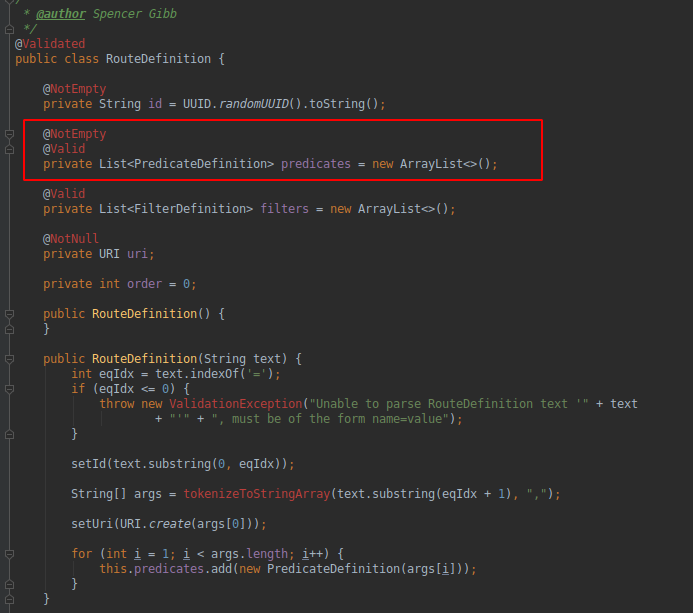 * @author Spencer Gibb
*/
@Validated
public class RouteDefinition {
@NotEmpty
private String id = UUID.randomUUID().toString();
@NotEmpty
@Valid
private List<PredicateDefinition> predicates = new ArrayList<>();
@Valid
private List<FilterDefinition> filters = new ArrayList<>();
@NotNull
private URI uri;
private int order = 0;
public RouteDefinition() {
}
public RouteDefinition(String text) {
int eqIdx = text.indexOf('=');
if (eqIdx <= 0) {
throw new ValidationException("Unable to parse RouteDefinition text '" + text
+ "'" + ", must be of the form name=value");
}
setId(text.substring(0, eqIdx));
String[] args = tokenizeToStringArray(text.substring(eqIdx + 1), ",");
setUri(URI.create(args[0]));
for (int i = 1; i < args.length; i++) {
this.predicates.add(new PredicateDefinition(args[i]));
}
}